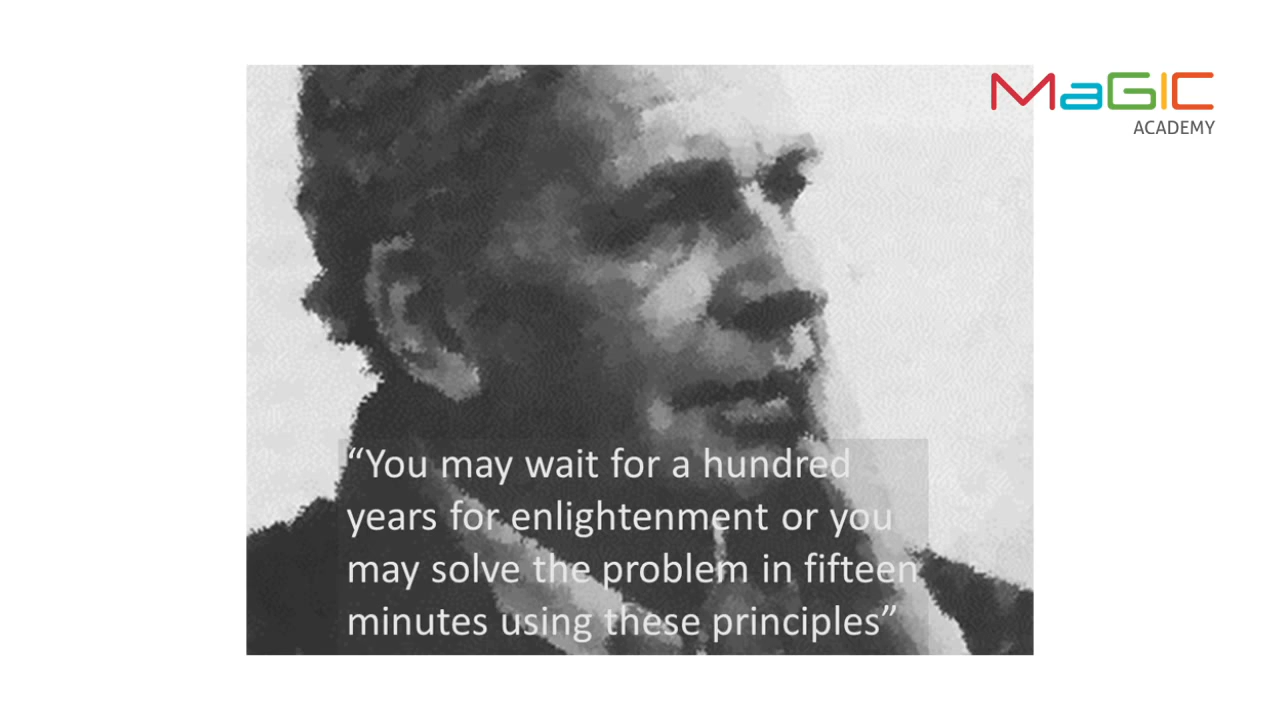 MaGIC
ACADEMY
“You may wait for a hundred
years for enlightenment or you
may solve the problem in fifteen
minutes using these principles”